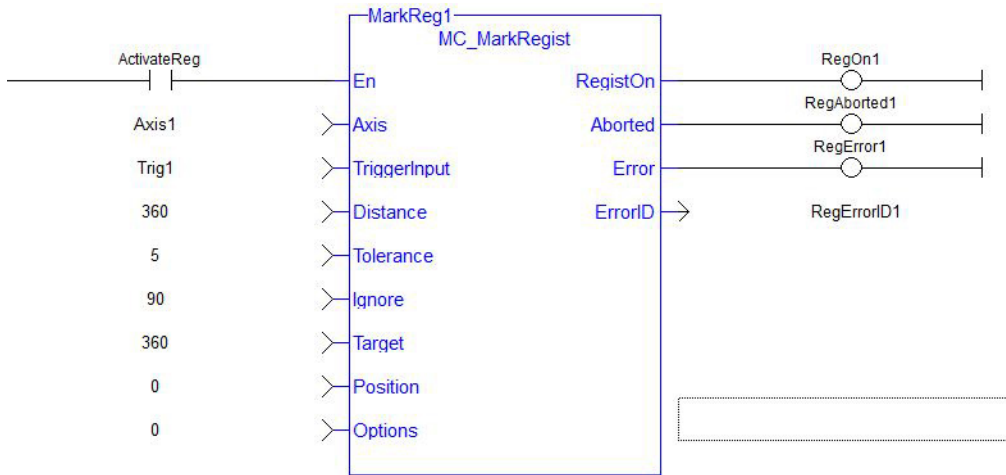 MarkReg1
MC_MarkRegist
ActivateReg
En
RegistOn
RegOn1
Axis1
Axis
Aborted
RegAborted1
Trig1
TriggerInput
Error
RegError1
360
Distance
ErrorID
RegErrorID1
5
Tolerance
90
Ignore
360
Target
0
Position
0
Options